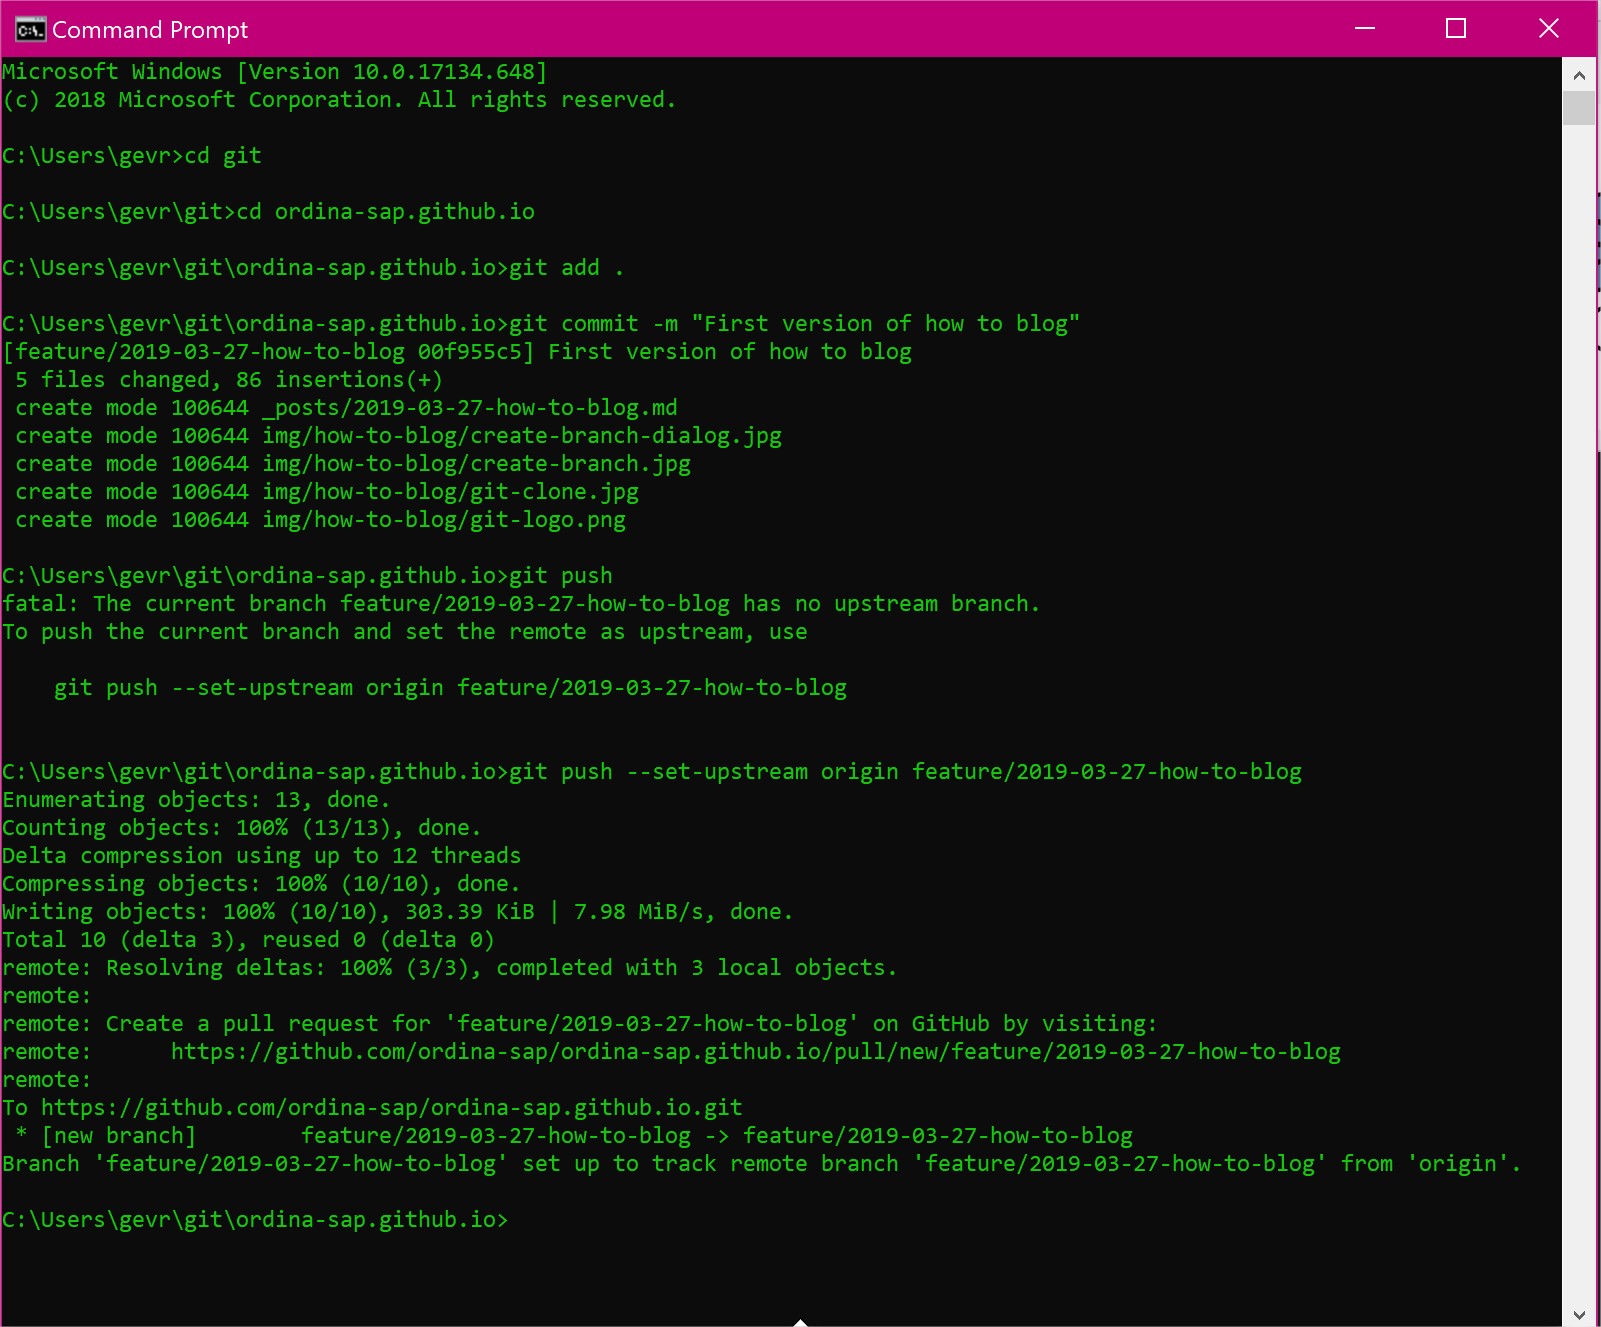 Command Prompt
Microsoft Windows [Version 10.0.17134.648]
(c) 2018 Microsoft Corporation. All rights reserved.
C:\Users\gevr>cd git
C:\Users\gevr\git>cd ordina-sap.github.io
C:\Users\gevr\git\ordina-sap.github.io>git add .
C:\Users\gevr\git\ordina-sap.github.io>git commit -m "First version of how to blog"
[feature/2019-03-27-how-to-blog 00f955c5] First version of how to blog
 5 files changed, 86 insertions(+)
 create mode 100644 _posts/2019-03-27-how-to-blog.md
 create mode 100644 img/how-to-blog/create-branch-dialog.jpg
 create mode 100644 img/how-to-blog/create-branch.jpg
 create mode 100644 img/how-to-blog/git-clone.jpg
 create mode 100644 img/how-to-blog/git-logo.png
C:\Users\gevr\git\ordina-sap.github.io>git push
fatal: The current branch feature/2019-03-27-how-to-blog has no upstream branch.
To push the current branch and set the remote as upstream, use
    git push --set-upstream origin feature/2019-03-27-how-to-blog
C:\Users\gevr\git\ordina-sap.github.io>git push --set-upstream origin feature/2019-03-27-how-to-blog
Enumerating objects: 13, done.
Counting objects: 100% (13/13), done.
Delta compression using up to 12 threads
Compressing objects: 100% (10/10), done.
Writing objects: 100% (10/10), 303.39 KiB | 7.98 MiB/s, done.
Total 10 (delta 3), reused 0 (delta 0)
remote: Resolving deltas: 100% (3/3), completed with 3 local objects.
remote:
remote: Create a pull request for 'feature/2019-03-27-how-to-blog' on GitHub by visiting:
remote:      https://github.com/ordina-sap/ordina-sap.github.io/pull/new/feature/2019-03-27-how-to-blog
remote:
To https://github.com/ordina-sap/ordina-sap.github.io.git
 * [new branch]        feature/2019-03-27-how-to-blog -> feature/2019-03-27-how-to-blog
Branch 'feature/2019-03-27-how-to-blog' set up to track remote branch 'feature/2019-03-27-how-to-blog' from 'origin'.
C:\Users\gevr\git\ordina-sap.github.io>